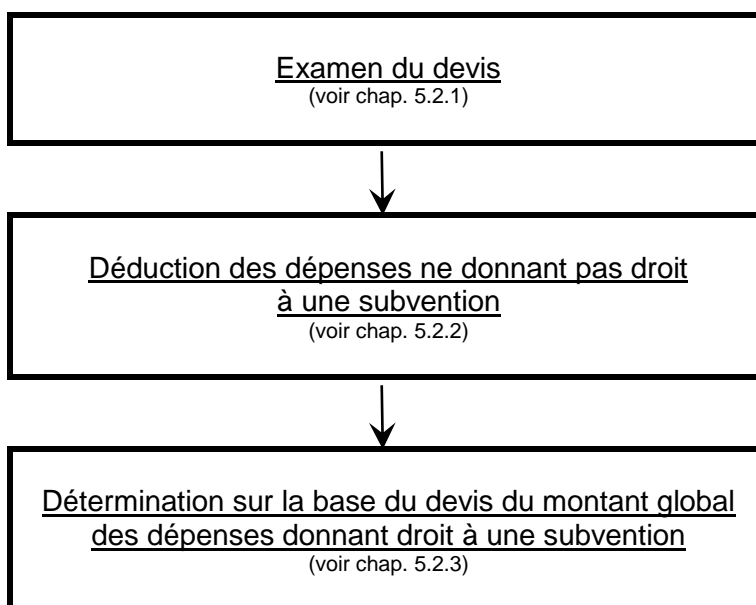 Examen du devis
(voir chap. 5.2.1)
Déduction des dépenses ne donnant pas droit
à une subvention
(voir chap. 5.2.2)
Détermination sur la base du devis du montant global
des dépenses donnant droit à une subvention
(voir chap. 5.2.3)